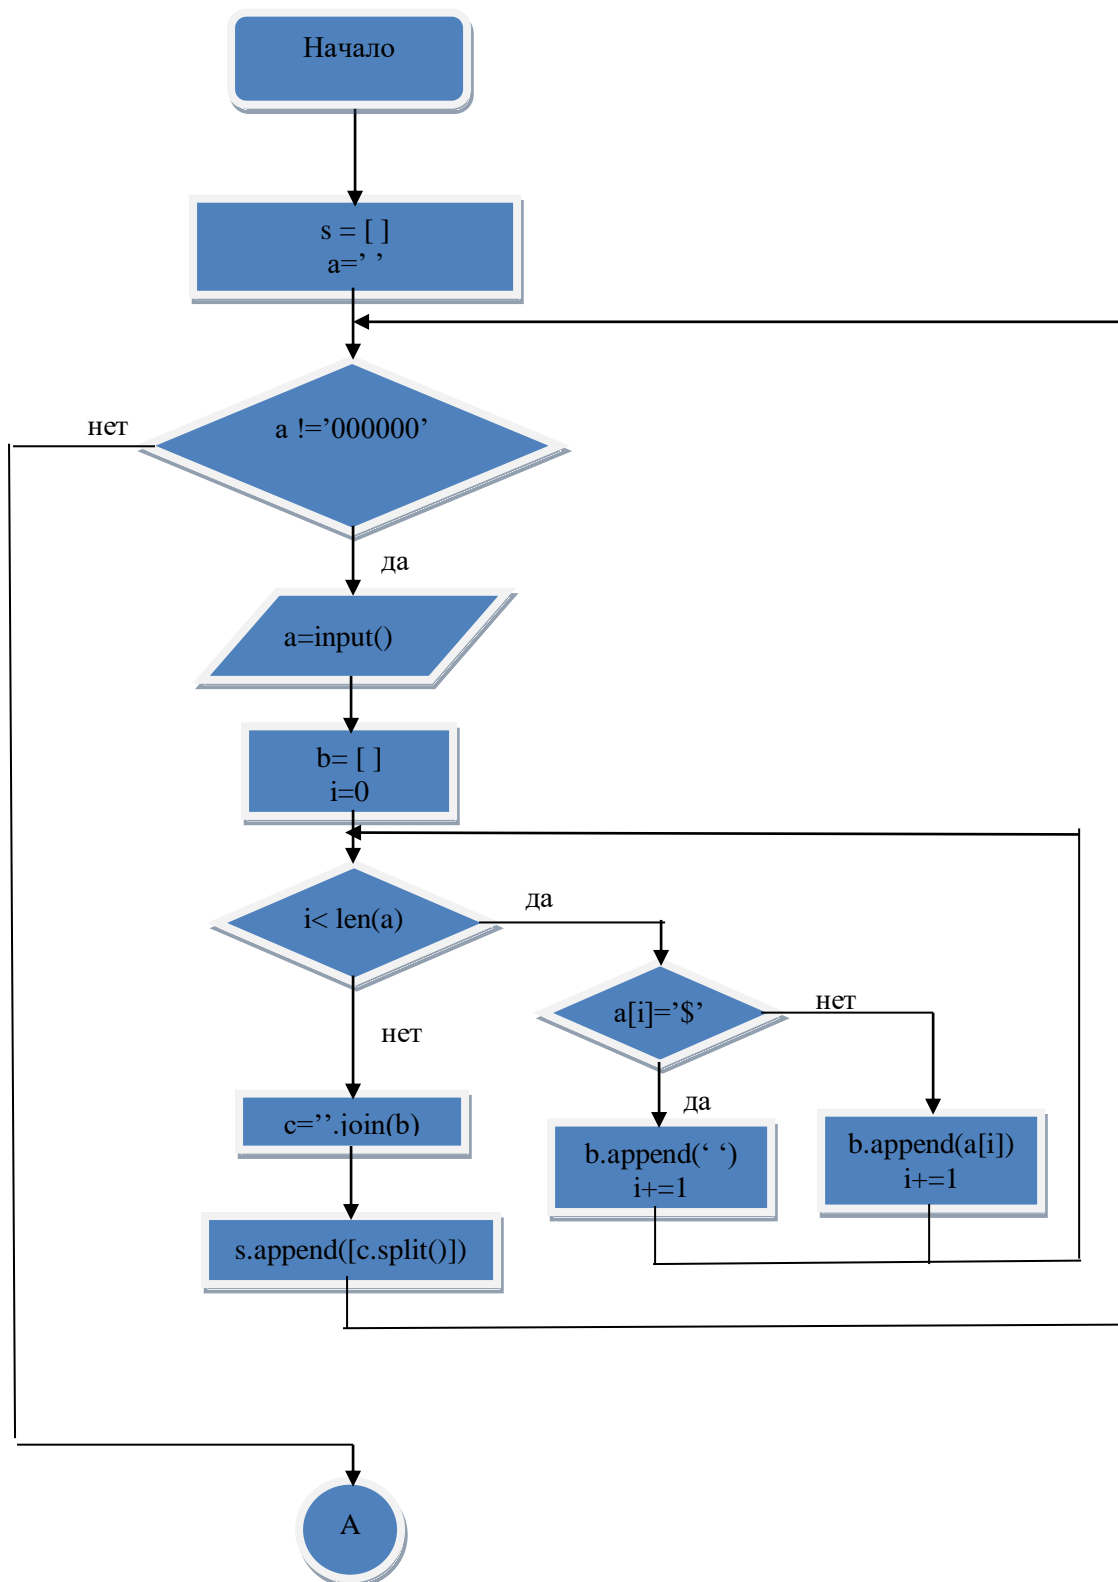 Начало
s = [ ]
a=’ ’
нет
a !=’000000’
да
a=input()
b= [ ]
i=0
i< len(a)
да
a[i]=’$’
нет
нет
да
c=’’.join(b)
b.append(‘ ‘)
i+=1
b.append(a[i])
i+=1
s.append([c.split()])
А